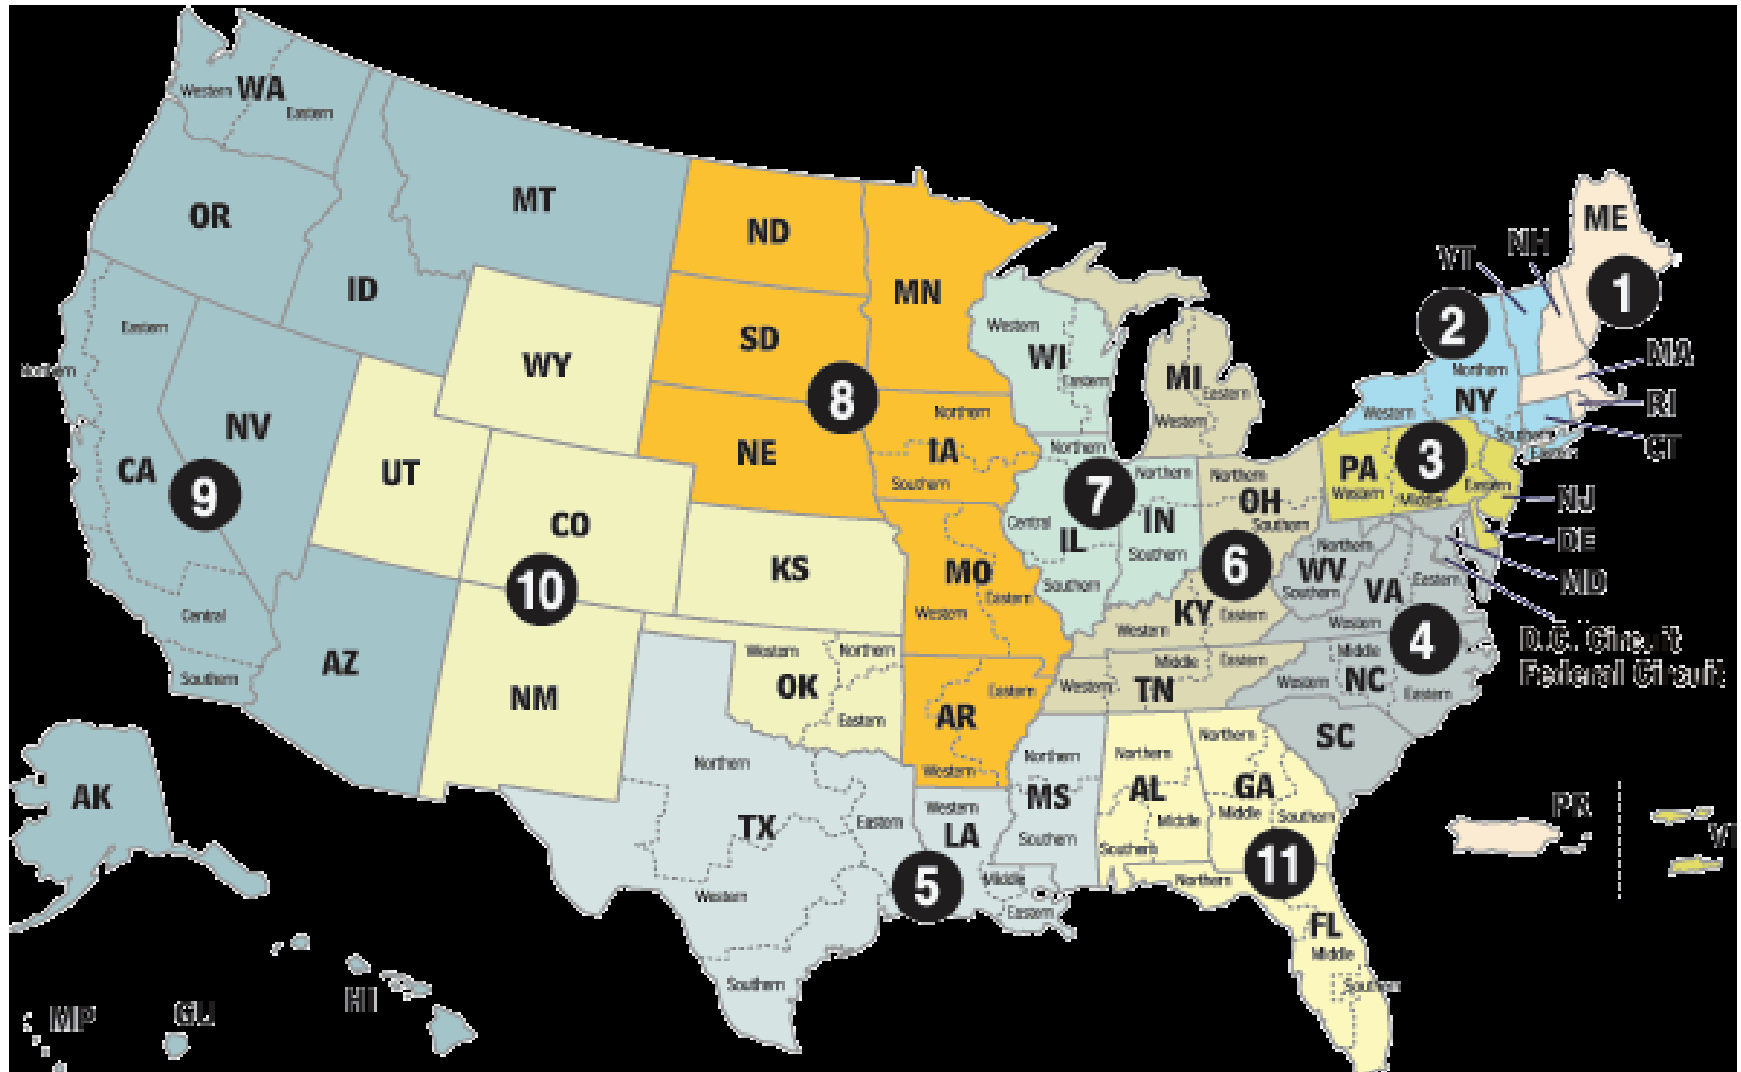 Western
WA
Eastern
OR
MT
ID
ND
MN
SD
WY
NE
8
Northern
IA
Southern
Eastern
Northern
NV
CA
9
Central
Southern
UT
CO
10
KS
MO
Eastern
Western
AZ
NM
Western
Northern
OK
Eastern
Eastern
AR
Western
Northern
TX
Eastern
Western
Southern
Western
LA
5
Middle
Eastern
Northern
MS
Southern
Western
WI
Eastern
Northern
7
Central
IL
Southern
Northern
IN
Southern
MI
Eastern
Western
Northern
OH
Southern
6
KY
Western
Eastern
Middle
Eastern
Western
TN
ME
NH
VT
1
2
Northern
NY
Western
Southern
Eastern
MA
RI
CT
PA
3
Western
Middle
Eastern
NJ
DE
MD
D.C. Circuit
Federal Circuit
Northern
WV
Southern
VA
Eastern
Western
4
Middle
Western
NC
Eastern
SC
Northern
AL
Middle
Southern
Northern
GA
Middle
Southern
11
Northern
FL
Middle
Southern
PR
VI
AK
HI
GU
MP